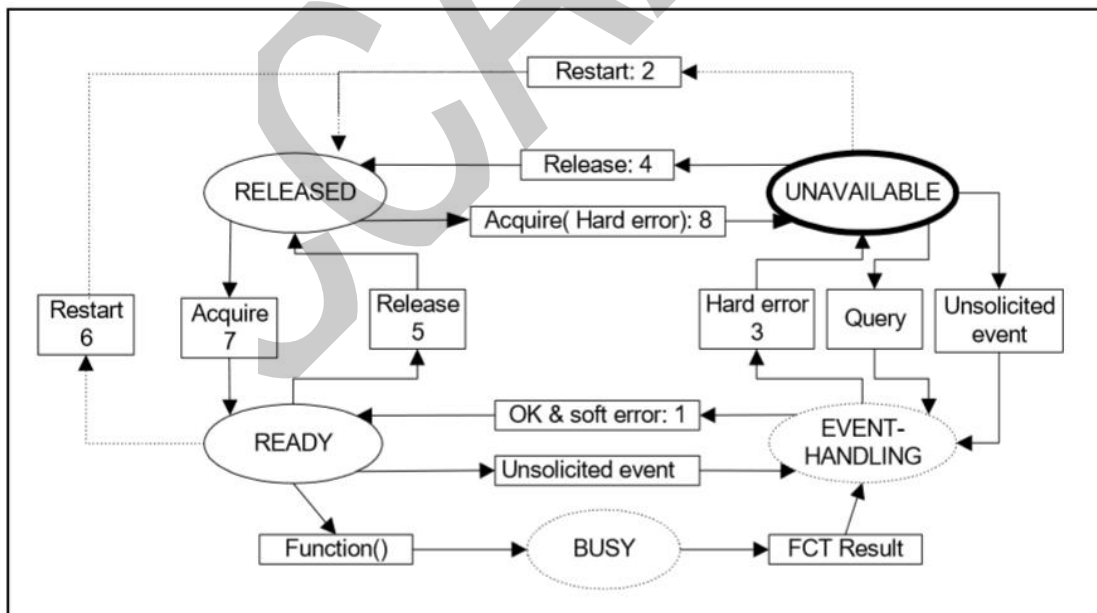 Restart: 2
Release: 4
RELEASED
UNAVAILABLE
Acquire( Hard error): 8
Restart
6
Acquire
7
Release
5
Hard error
3
Query
Unsolicited
event
OK & soft error: 1
READY
EVENT-
HANDLING
Unsolicited event
Function()
BUSY
FCT Result